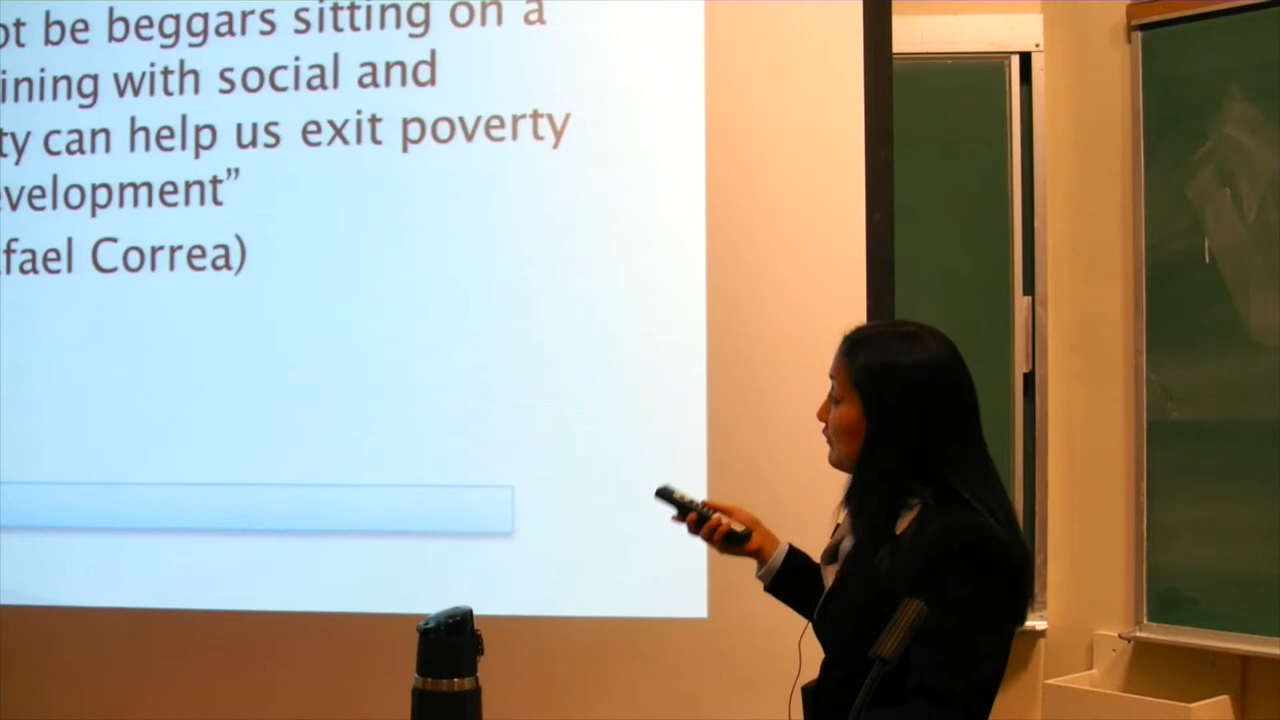 ot be beggars sitting on a
ining with social and
ty can help us exit poverty
evelopment”
fael Correa)